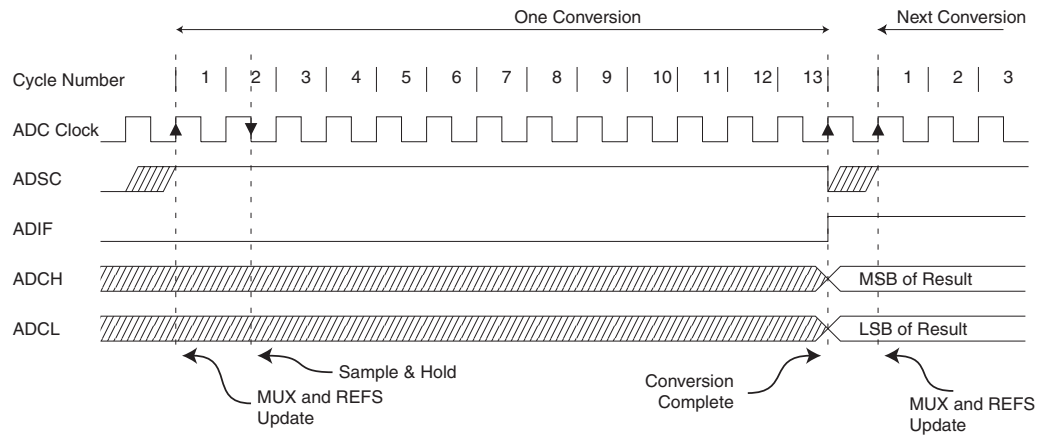 One Conversion
Next Conversion
Cycle Number 1 2 3 4 5 6 7 8 9 10 11 12 13 1 2 3
ADC Clock
ADSC
ADIF
ADCH
MSB of Result
ADCL
LSB of Result
Sample & Hold
MUX and REFS
Update
Conversion
Complete
MUX and REFS
Update